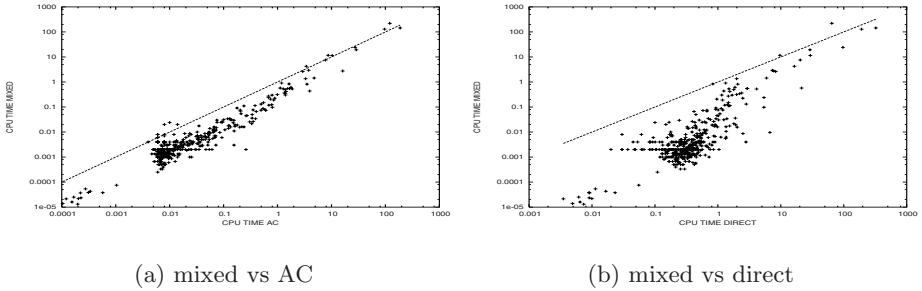 1000
100
10
1
0.1
0.01
0.001
0.0001
1e-05
CPU TIME MIXED
0.0001 0.001 0.01 0.1 1 10 100 1000
CPU TIME AC
(a) mixed vs AC
1000
100
10
1
0.1
0.01
0.001
0.0001
1e-05
CPU TIME MIXED
0.001 0.01 0.1 1 10 100 1000
CPU TIME DIRECT
(b) mixed vs direct